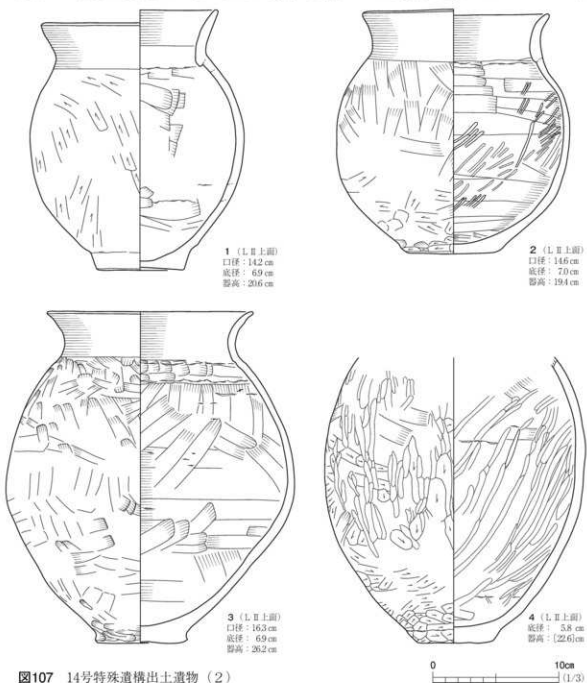 1 (LⅡ上面)
口径：14.2 cm
底径：6.9 cm
器高：20.6 cm
2 (LⅡ上面)
口径：14.6 cm
底径：7.0 cm
器高：19.4 cm
3 (LⅡ上面)
口径：16.3 cm
底径：6.9 cm
器高：26.2 cm
4 (LⅡ上面)
底径： 5.8 cm
器高：[22.6] cm
図107 14号特殊遺構出土遺物（2）
0 10cm
(1/3)